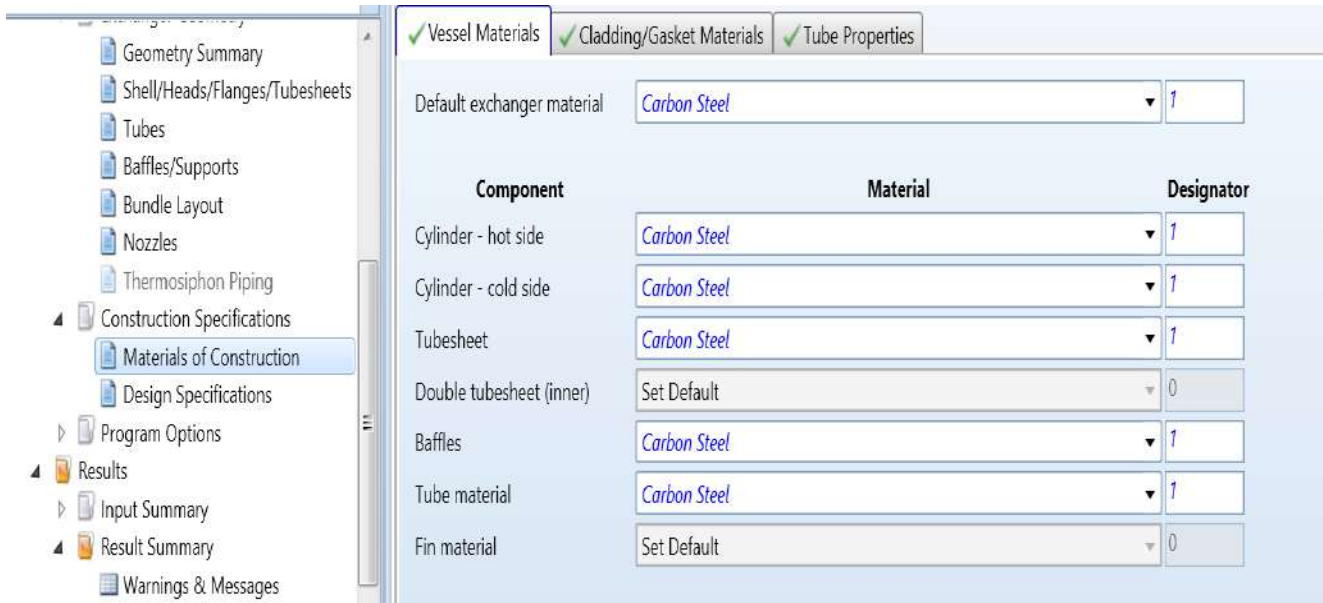 Geometry Summary
Shell/Heads/Flanges/Tubesheets
Tubes
Baffles/Supports
Bundle Layout
Nozzles
Thermosiphon Piping
Construction Specifications
Materials of Construction
Design Specifications
Program Options
Results
Input Summary
Result Summary
Warnings & Messages
Vessel Materials Cladding/Gasket Materials Tube Properties
Default exchanger material Carbon Steel 1
Component Material Designator
Cylinder - hot side Carbon Steel 1
Cylinder - cold side Carbon Steel 1
Tubesheet Carbon Steel 1
Double tubesheet (inner) Set Default 0
Baffles Carbon Steel 1
Tube material Carbon Steel 1
Fin material Set Default 0